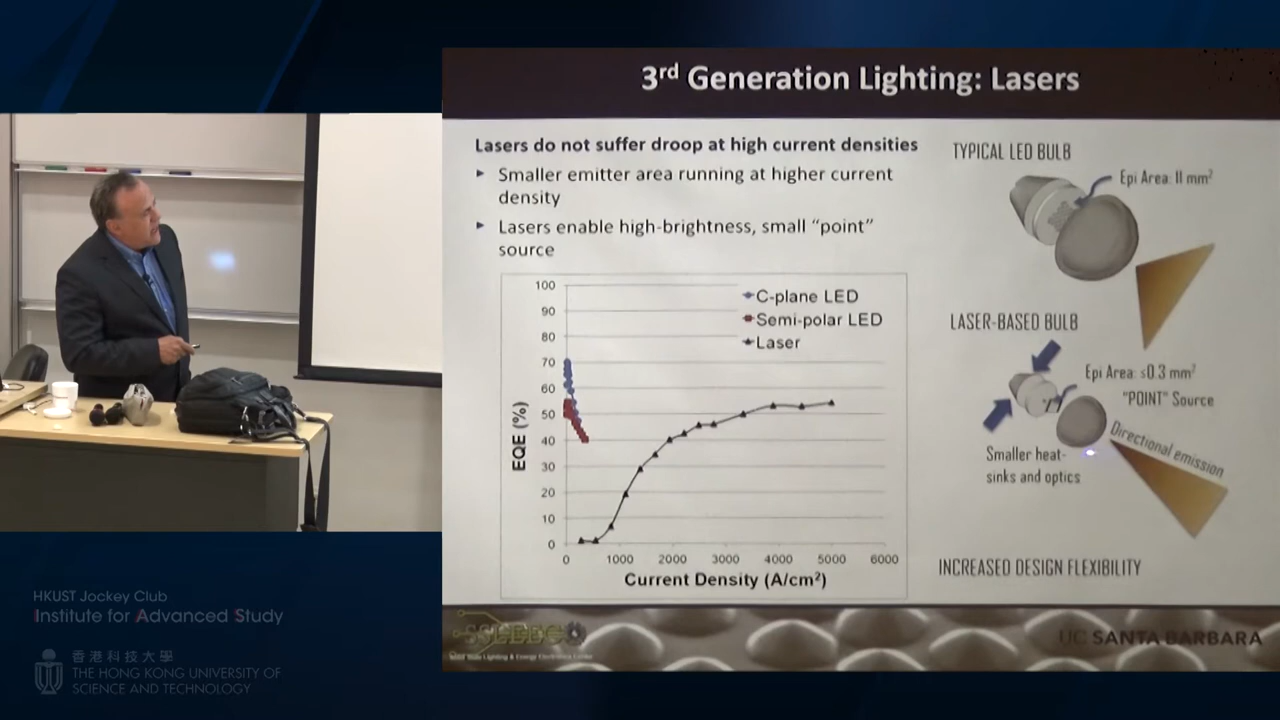 3rd Generation Lighting: Lasers
Lasers do not suffer droop at high current densities
Smaller emitter area running at higher current
density
Lasers enable high-brightness, small “point”
source
100
90
80
70
60
50
40
30
20
10
0
EQE (%)
C-plane LED
Semi-polar LED
Laser
0 1000 2000 3000 4000 5000 6000
Current Density (A/cm²)
TYPICAL LED BULB
Epi Area: 11 mm²
LASER-BASED BULB
Epi Area: ≤0.3 mm²
"POINT" Source
Directional emission
Smaller heat-
sinks and optics
INCREASED DESIGN FLEXIBILITY
UC SANTA BARBARA
HKUST Jockey Club
Institute for Advanced Study
香港科技大學
THE HONG KONG UNIVERSITY OF
SCIENCE AND TECHNOLOGY